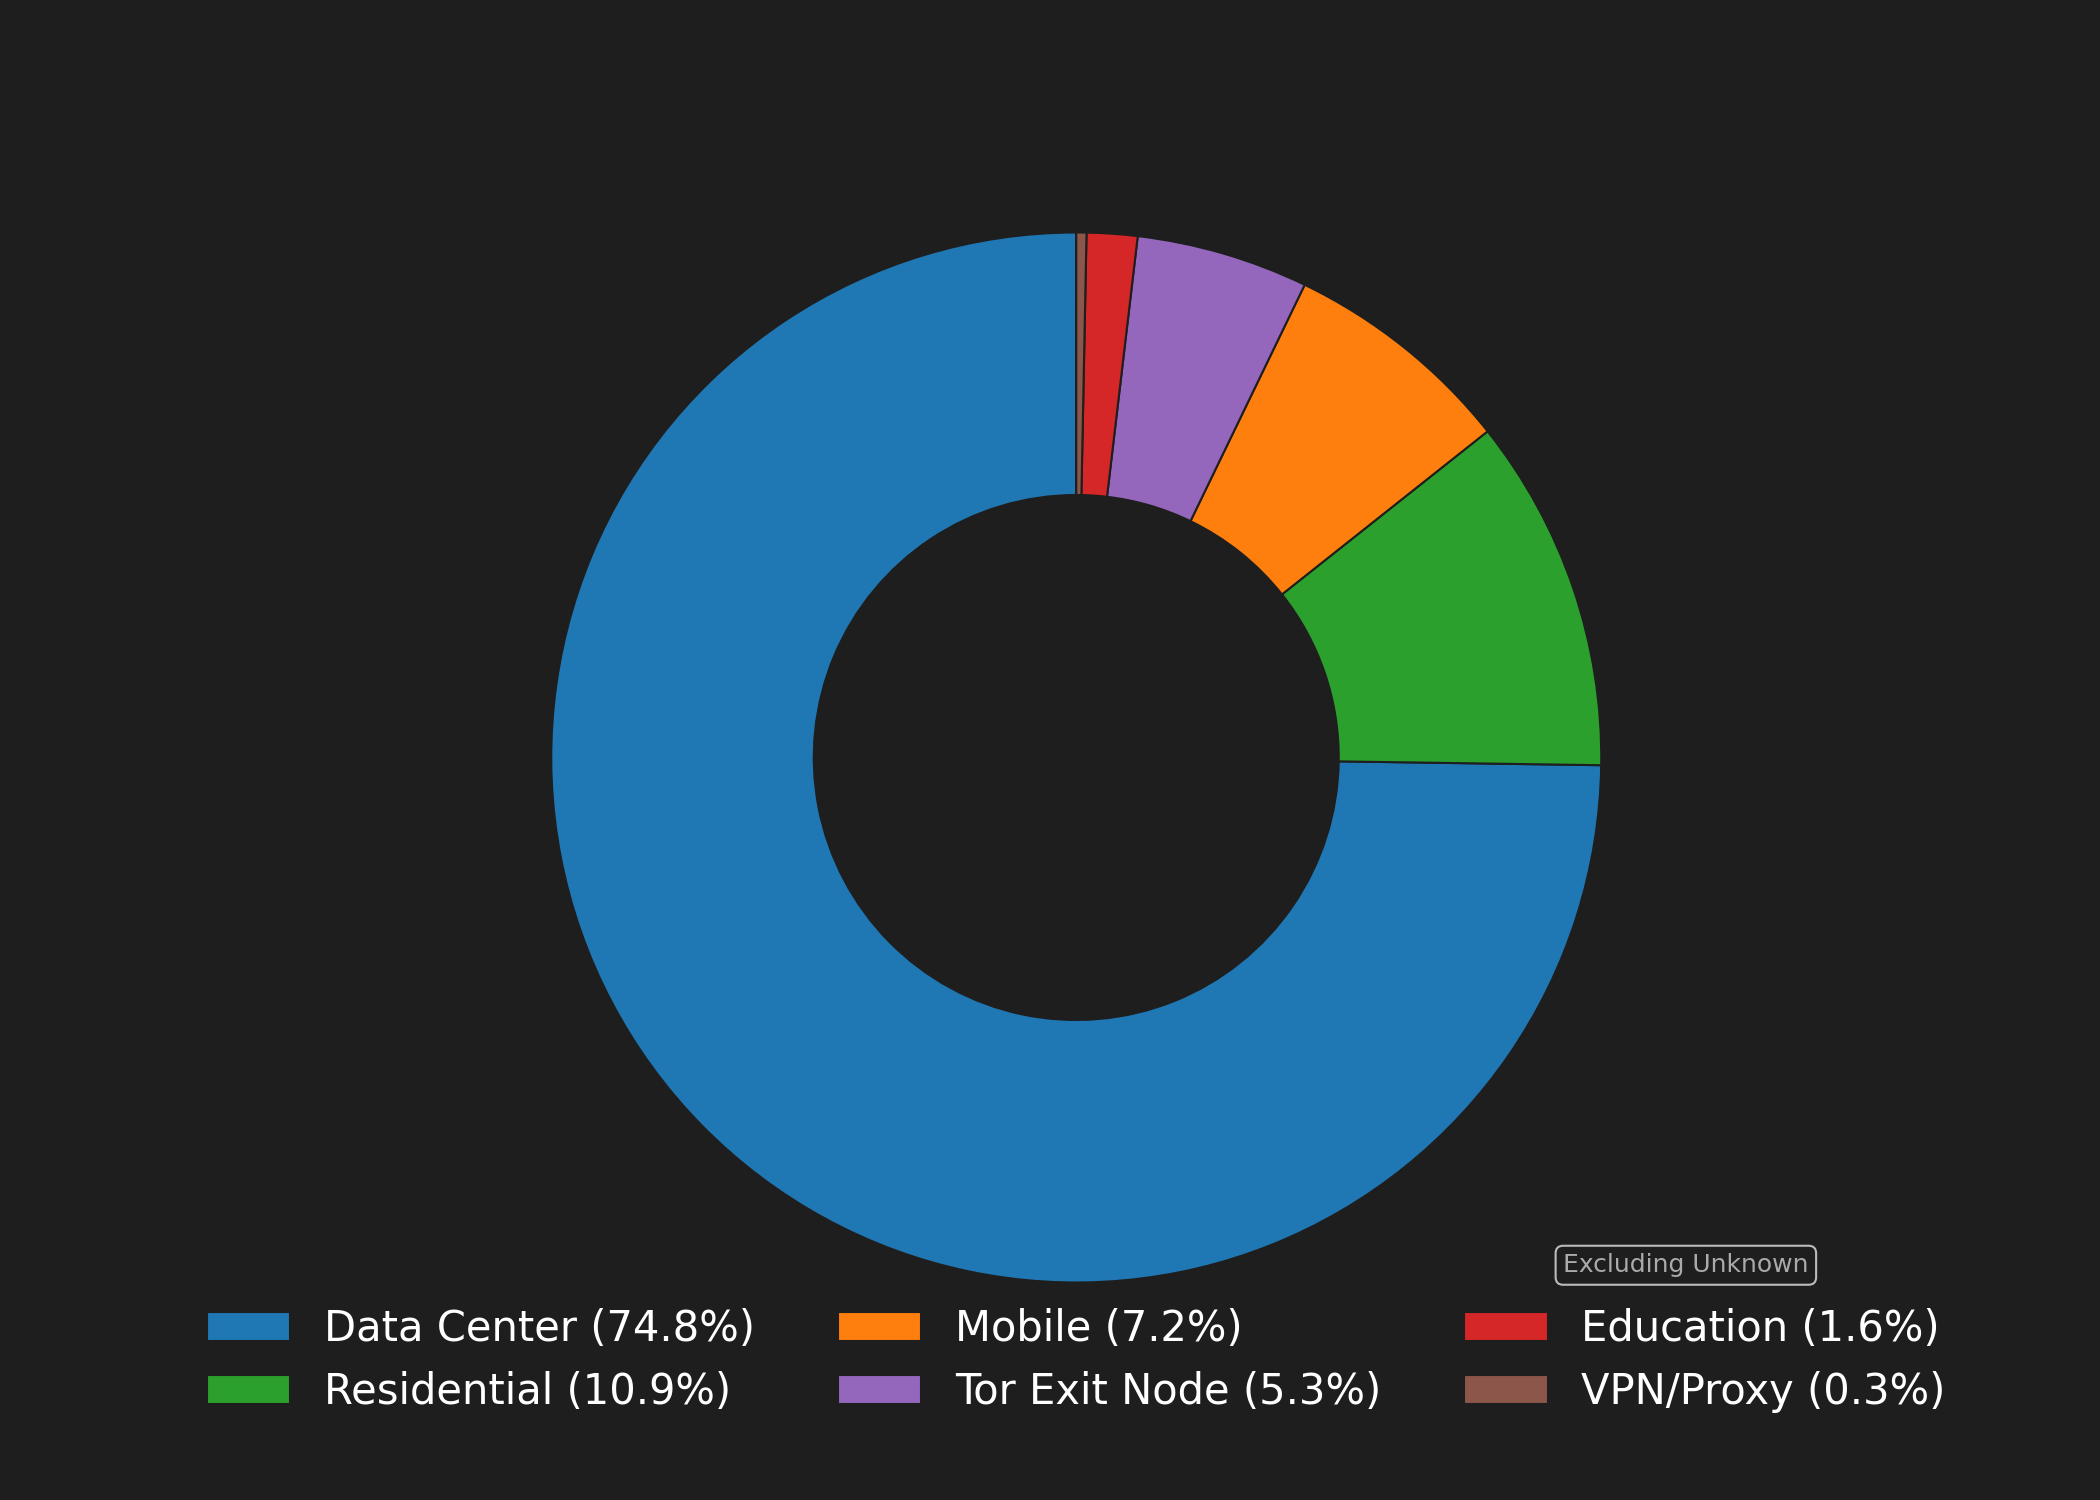 Excluding Unknown
Data Center (74.8%)
Residential (10.9%)
Mobile (7.2%)
Tor Exit Node (5.3%)
Education (1.6%)
VPN/Proxy (0.3%)